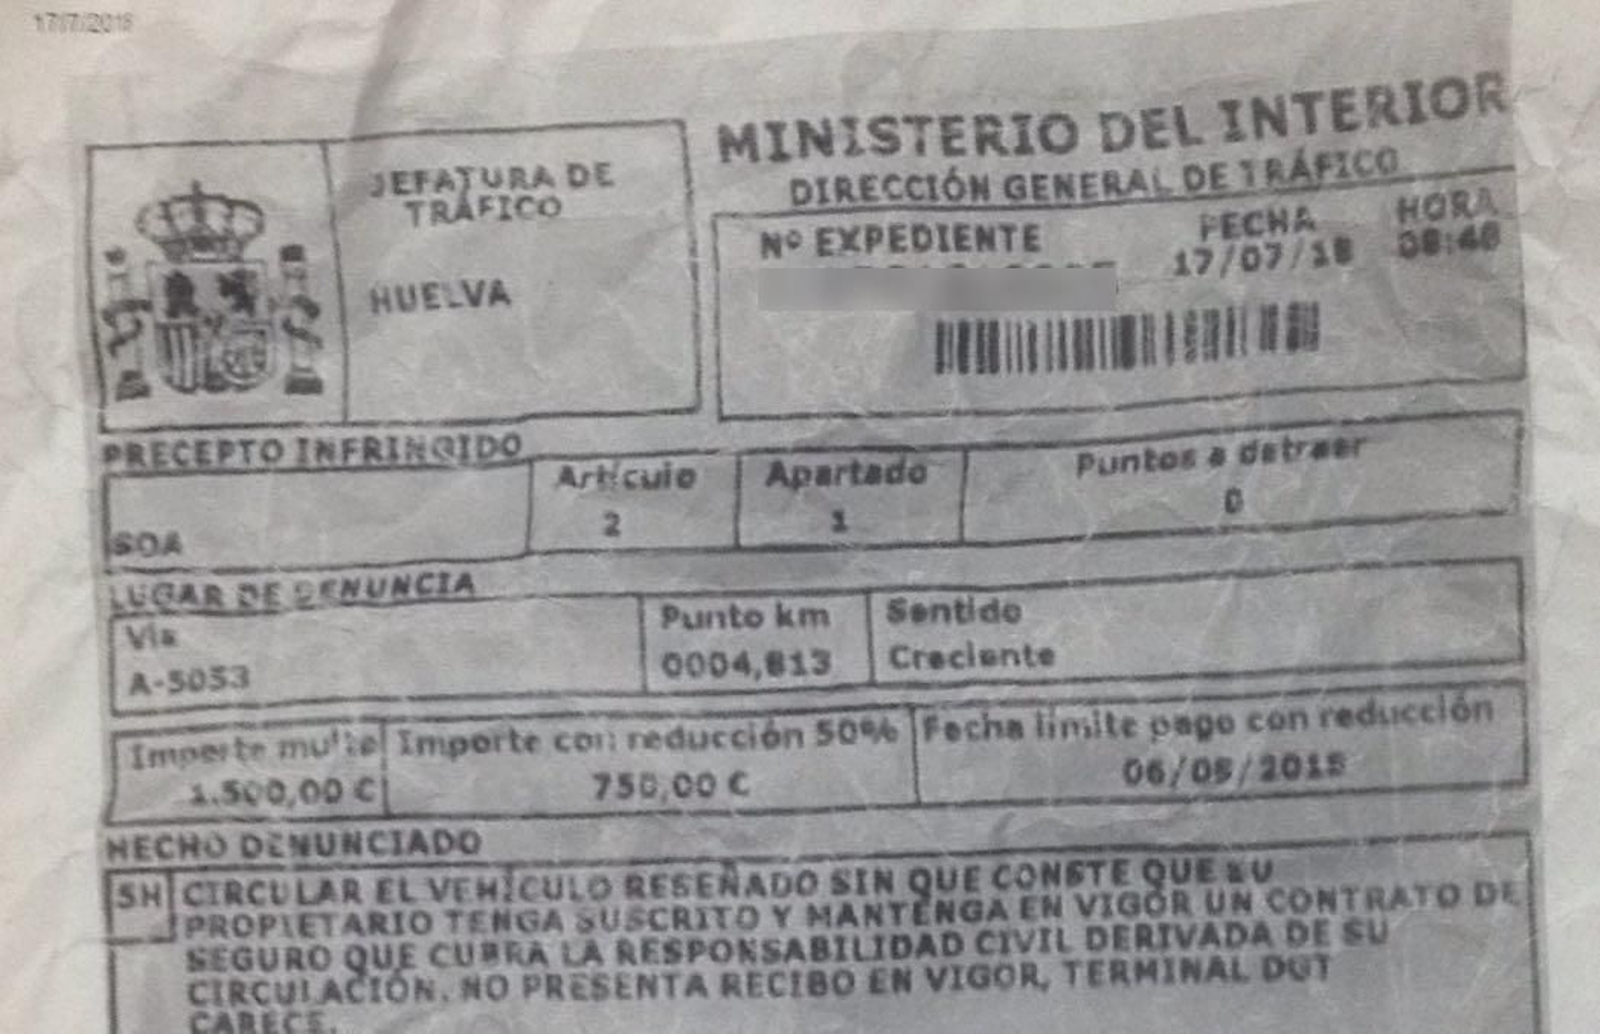 17/7/2018
MINISTERIO DEL INTERIOR
DIRECCIÓN GENERAL DE TRÁFICO
JEFATURA DE
TRÁFICO
HUELVA
Nº EXPEDIENTE FECHA HORA
17/07/18 08:40
PRECEPTO INFRINGIDO
Artículo Apartado Puntos a detraer
SOA 2 1 0
LUGAR DE DENUNCIA
Vía Punto km Sentido
A-5053 0004,813 Creciente
Importe multa Importe con reducción 50% Fecha límite pago con reducción
1.500,00 € 750,00 € 06/08/2018
HECHO DENUNCIADO
5H CIRCULAR EL VEHÍCULO RESEÑADO SIN QUE CONSTE QUE SU
PROPIETARIO TENGA SUSCRITO Y MANTENGA EN VIGOR UN CONTRATO DE
SEGURO QUE CUBRA LA RESPONSABILIDAD CIVIL DERIVADA DE SU
CIRCULACIÓN. NO PRESENTA RECIBO EN VIGOR, TERMINAL DGT
CARECE.